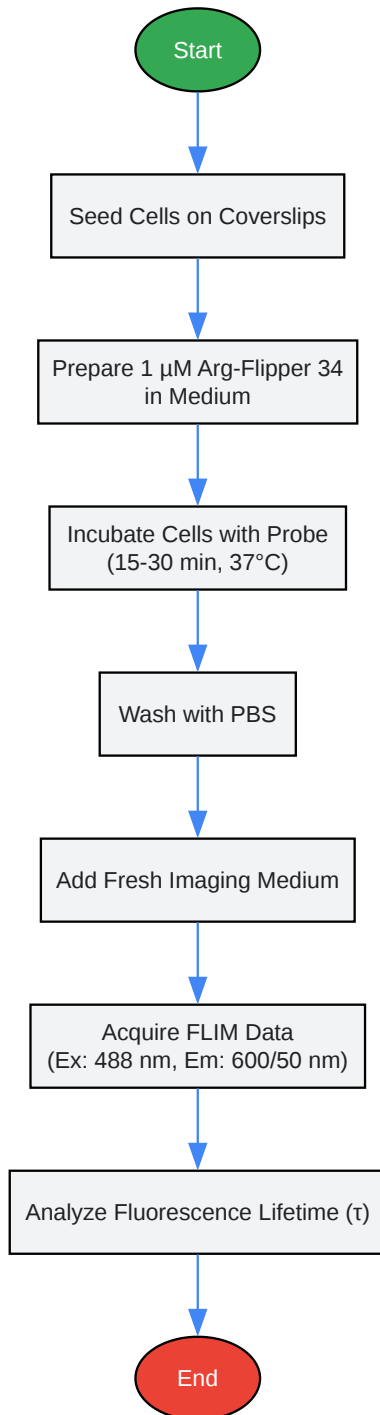 Start
Seed Cells on Coverslips
Prepare 1 µM Arg-Flipper 34
in Medium
Incubate Cells with Probe
(15-30 min, 37°C)
Wash with PBS
Add Fresh Imaging Medium
Acquire FLIM Data
(Ex: 488 nm, Em: 600/50 nm)
Analyze Fluorescence Lifetime (τ)
End